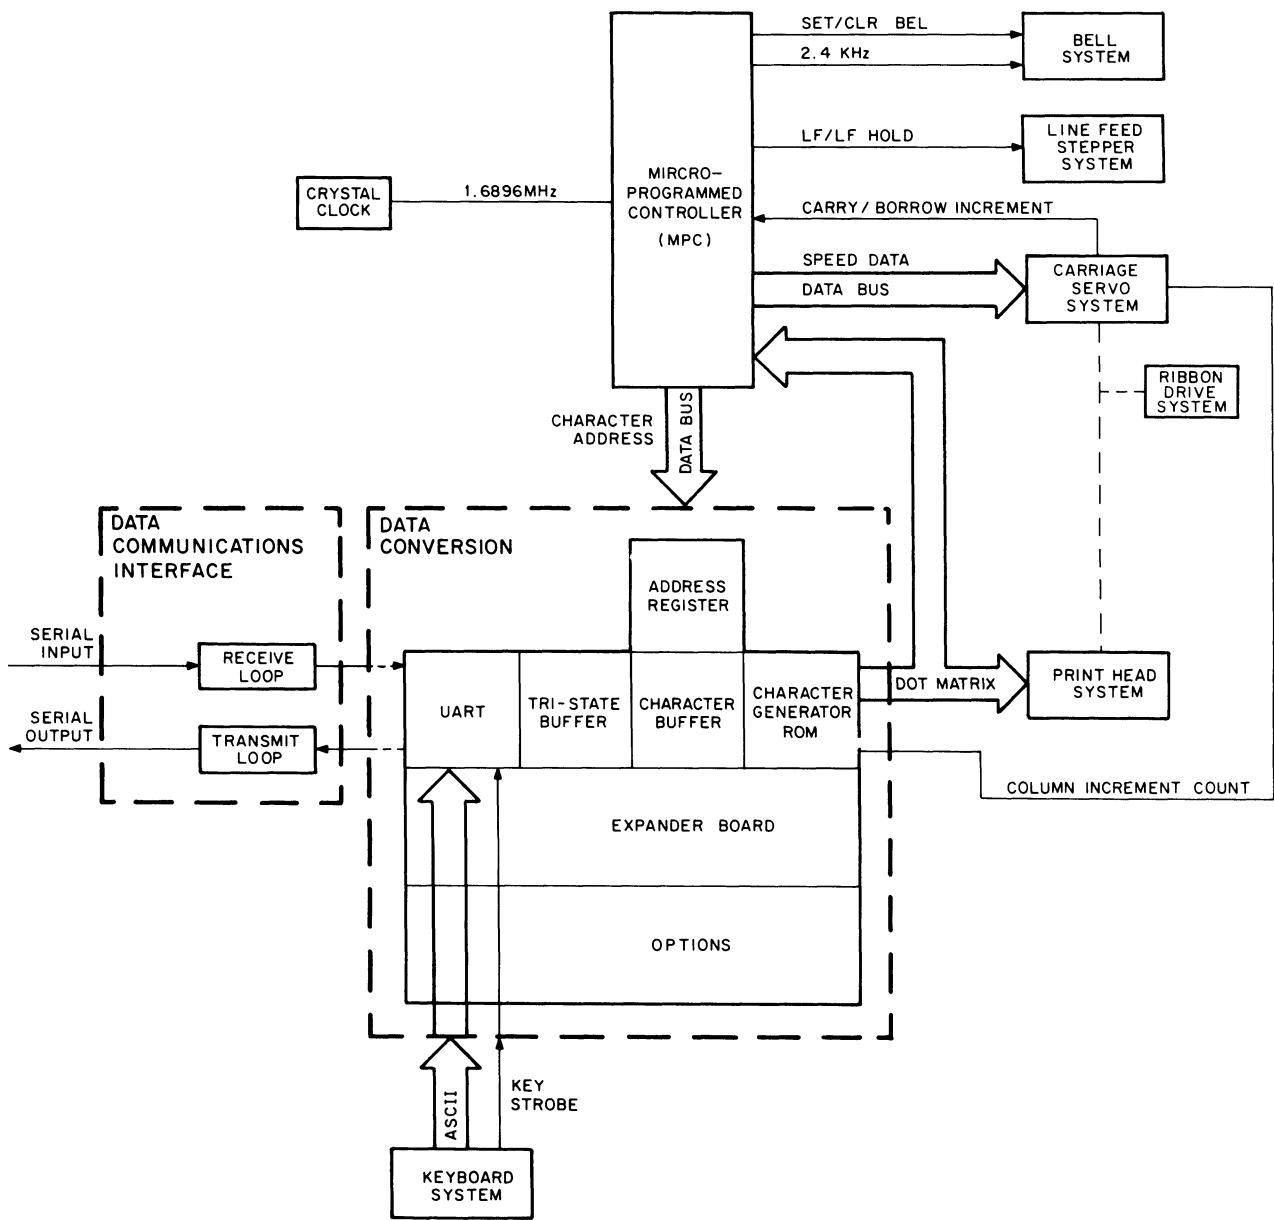 SET/CLR BEL
2.4 KHz
BELL
SYSTEM
LF/LF HOLD
LINE FEED
STEPPER
SYSTEM
CRYSTAL
CLOCK
1.6896MHz
MIRCRO-
PROGRAMMED
CONTROLLER
(MPC)
CARRY/BORROW INCREMENT
SPEED DATA
DATA BUS
CARRIAGE
SERVO
SYSTEM
RIBBON
DRIVE
SYSTEM
CHARACTER
ADDRESS
DATA BUS
DATA
COMMUNICATIONS
INTERFACE
DATA
CONVERSION
ADDRESS
REGISTER
SERIAL
INPUT
RECEIVE
LOOP
SERIAL
OUTPUT
TRANSMIT
LOOP
UART
TRI-STATE
BUFFER
CHARACTER
BUFFER
CHARACTER
GENERATOR
ROM
DOT MATRIX
PRINT HEAD
SYSTEM
COLUMN INCREMENT COUNT
EXPANDER BOARD
OPTIONS
ASCII
KEY
STROBE
KEYBOARD
SYSTEM